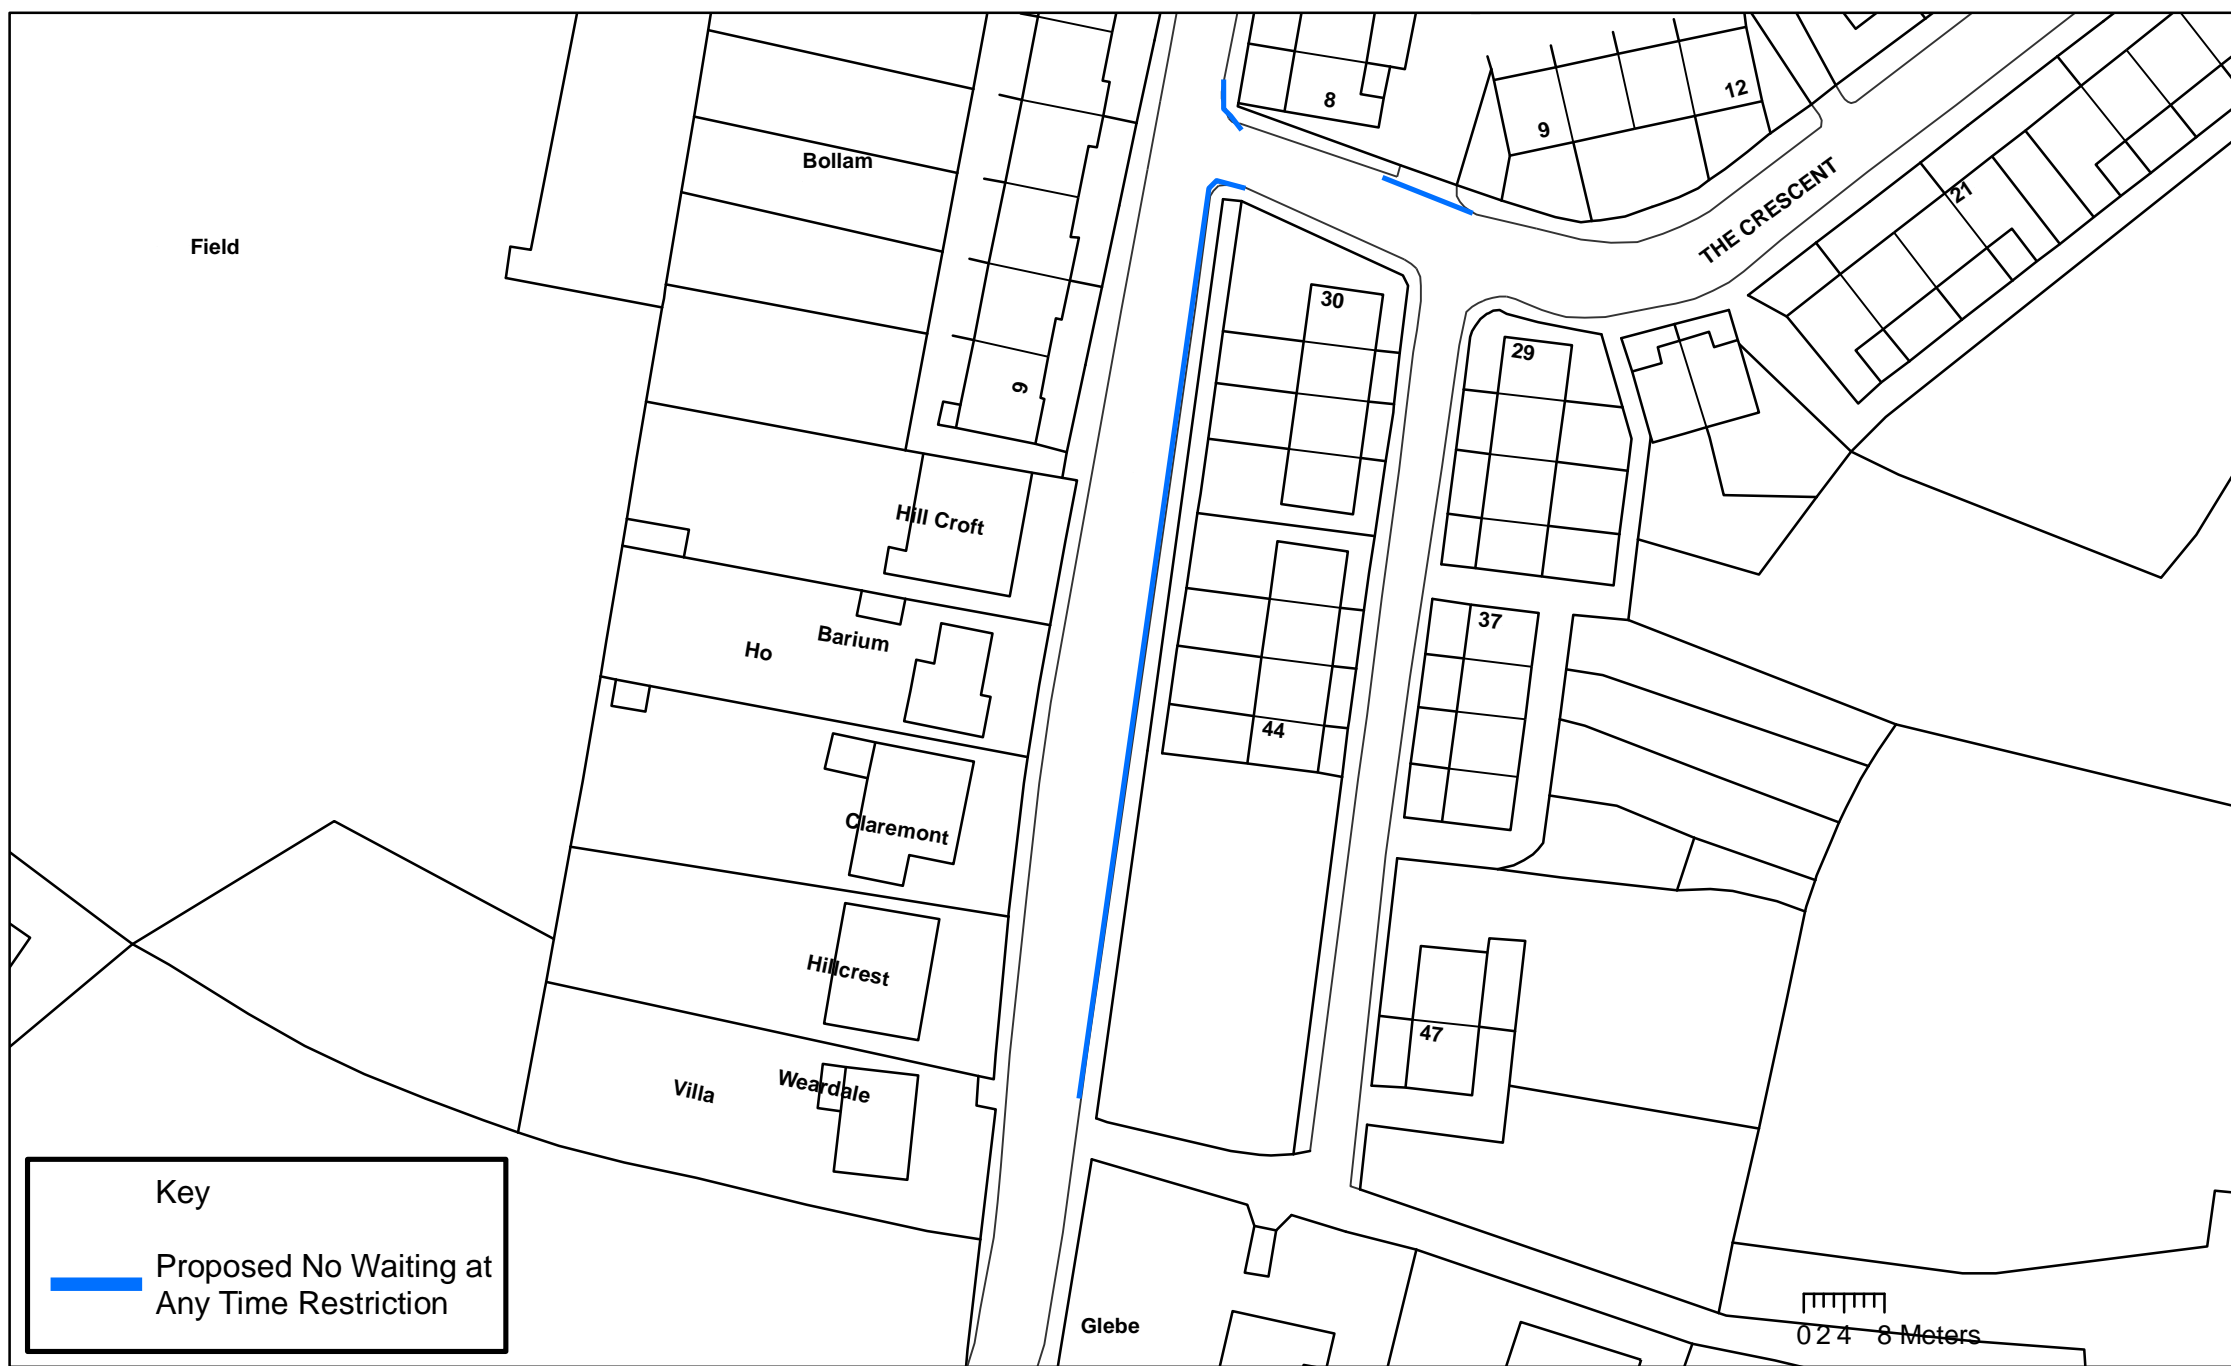 8
12
9
Bollam
THE CRESCENT
21
Field
30
29
9
Hill Croft
37
Barium
Ho
44
Claremont
Hillcrest
47
Weardale
Villa
Key
Proposed No Waiting at
Any Time Restriction
Glebe
0 2 4 8 Meters